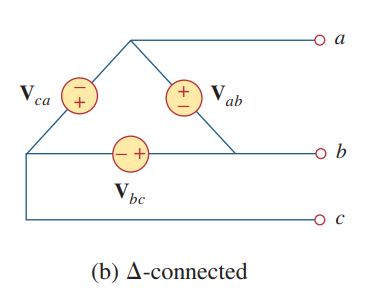 a
V_ca − + + − V_ab
− + b
V_bc
c
(b) Δ-connected